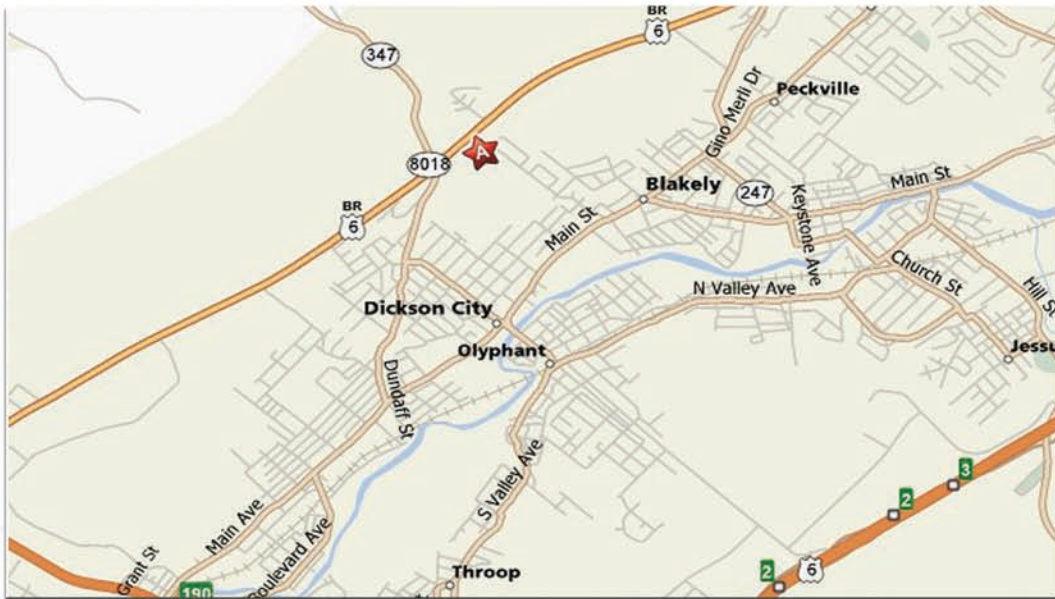 BR
6
347
Peckville
Gino Merli Dr
A
8018
Blakely
247
Main St
BR
6
Keystone Ave
Main St
Church St
N Valley Ave
Hill St
Dickson City
Olyphant
Jessu
Dundaff St
S Valley Ave
3
2
Main Ave
Boulevard Ave
Grant St
Throop
2
6
190